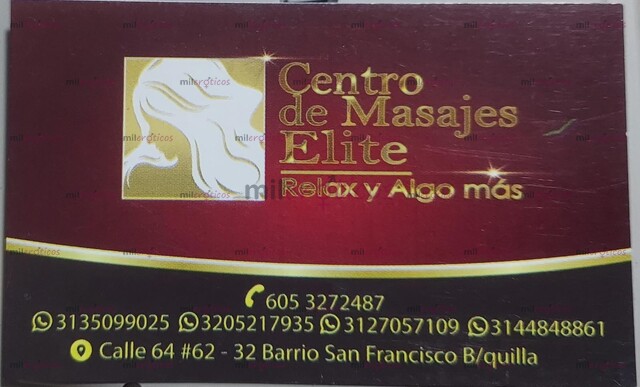 Centro
de Masajes
Elite
Relax y Algo más
605 3272487
3135099025 3205217935 3127057109 3144848861
Calle 64 #62 - 32 Barrio San Francisco B/quilla
mileróticos